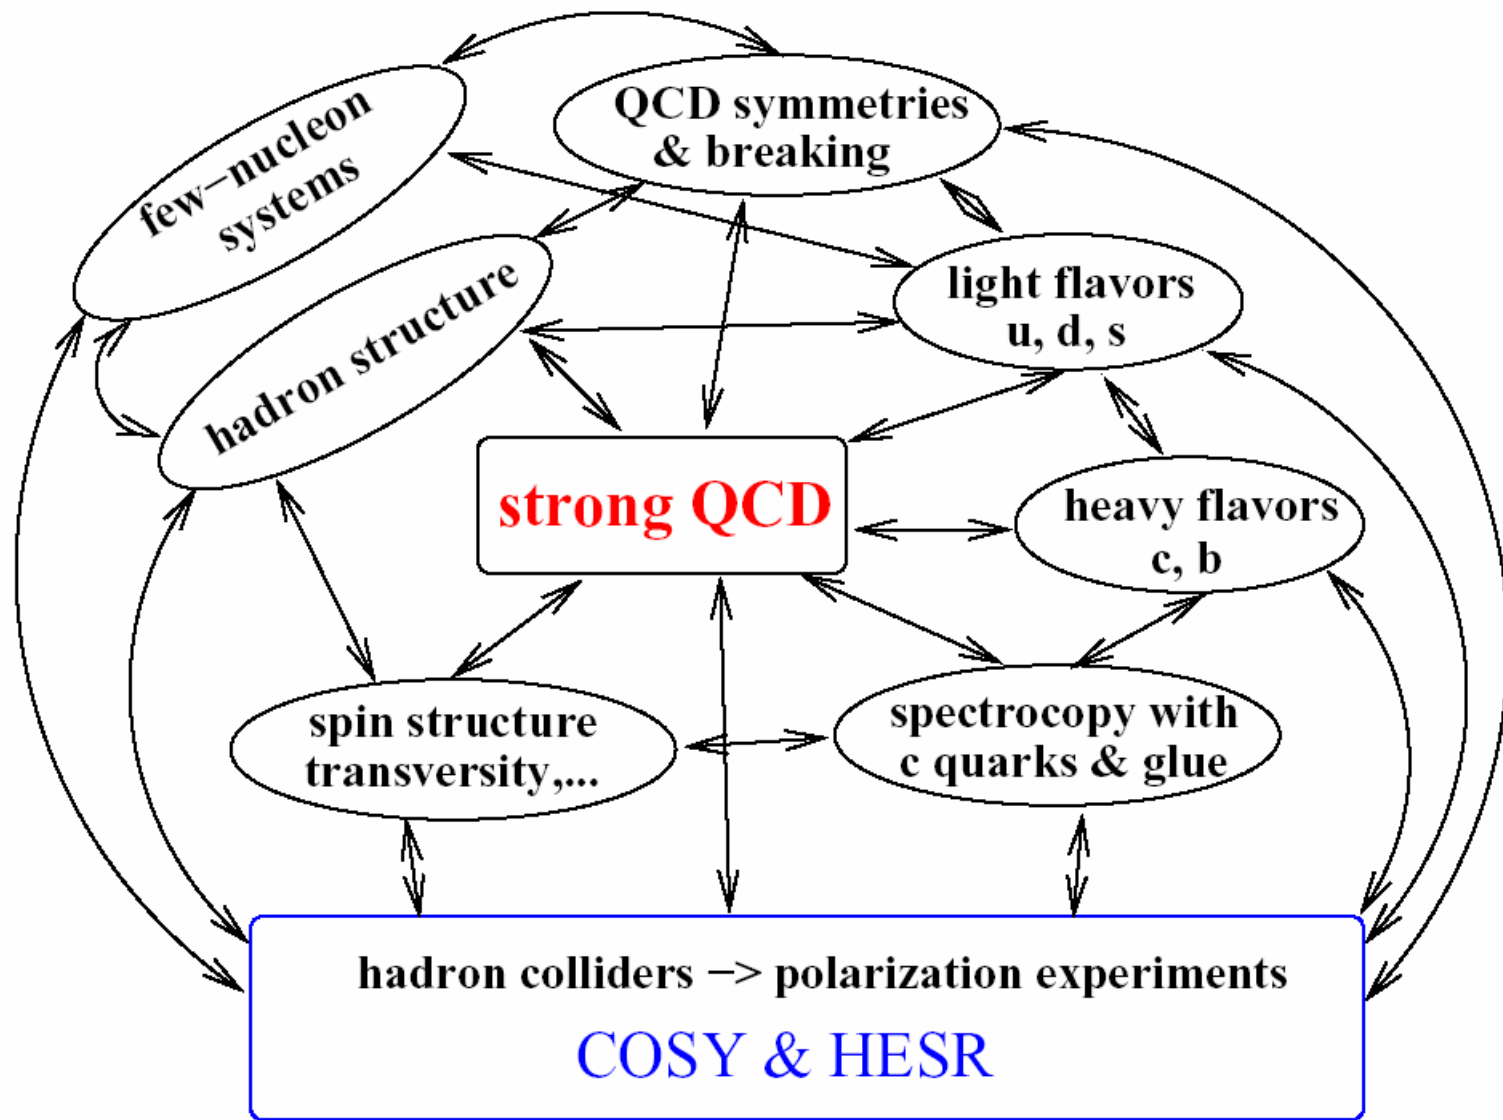 QCD symmetries
& breaking
few−nucleon
systems
hadron structure
light flavors
u, d, s
strong QCD
heavy flavors
c, b
spin structure
transversity,...
spectrocopy with
c quarks & glue
hadron colliders −> polarization experiments
COSY & HESR